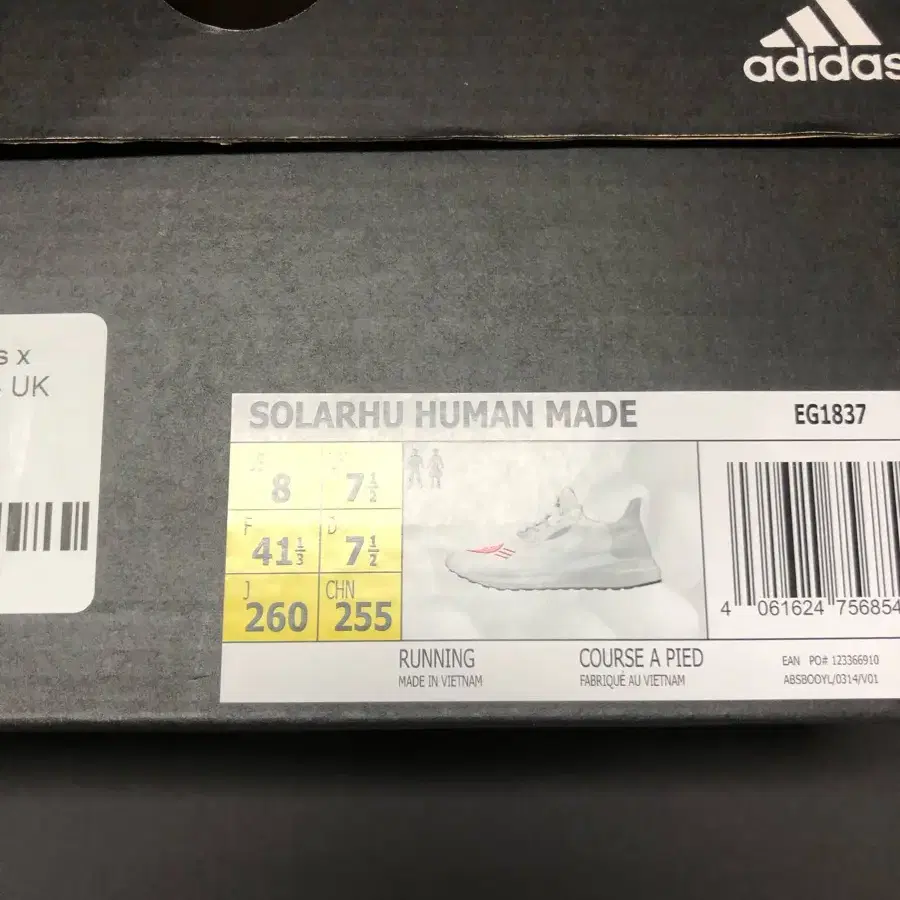 adidas
s x
UK
SOLARHU HUMAN MADE
EG1837
8
7½
F
D
41⅓
7½
J
CHN
260
255
RUNNING
COURSE A PIED
MADE IN VIETNAM
FABRIQUÉ AU VIETNAM
4 061624 756854
EAN PO# 123366910
ABSBOOYL/0314/V01